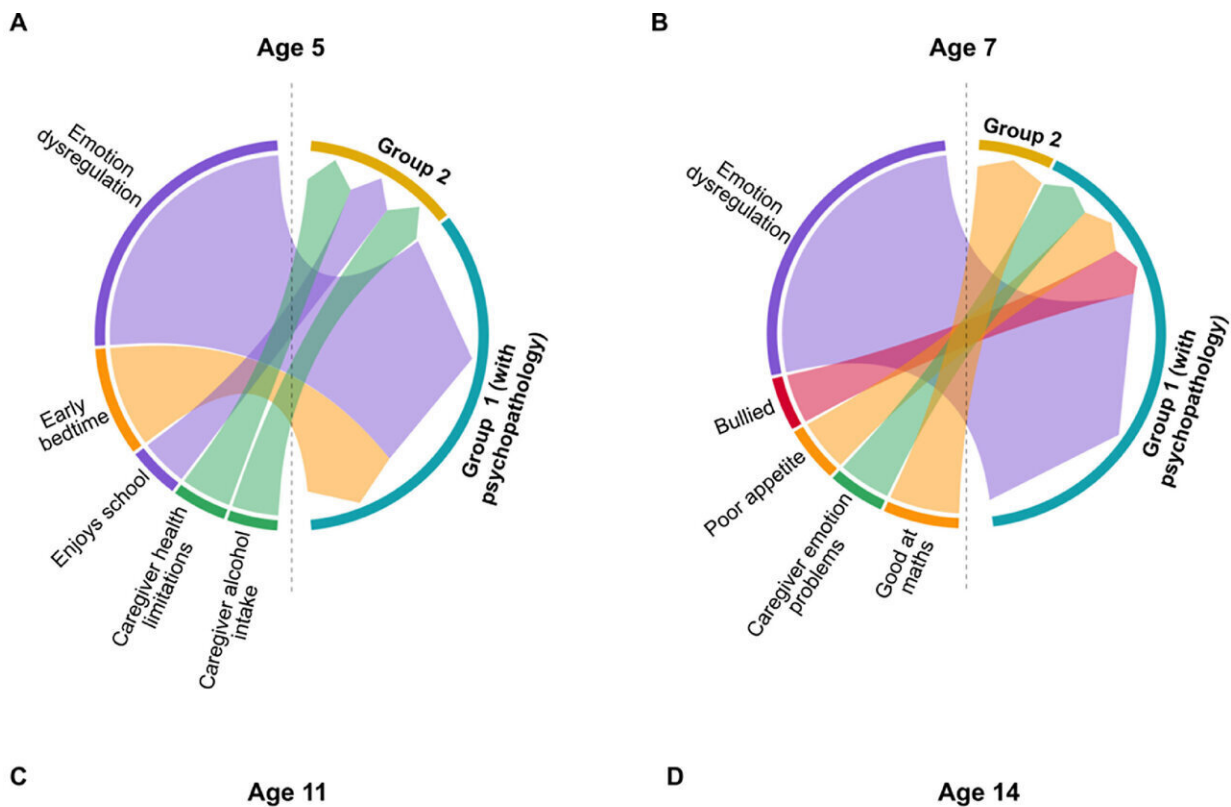 A
Age 5
Emotion
dysregulation
Early
bedtime
Enjoys school
Caregiver health
limitations
Caregiver alcohol
intake
Group 2
Group 1 (with
psychopathology)
B
Age 7
Emotion
dysregulation
Bullied
Poor appetite
Caregiver emotion
problems
Good at
maths
Group 2
Group 1 (with
psychopathology)
C
Age 11
D
Age 14